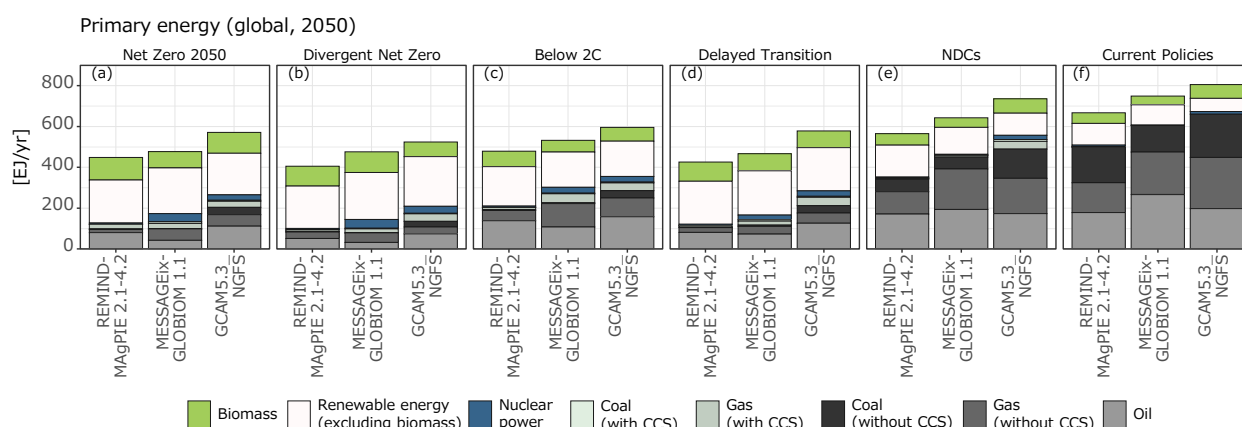 Primary energy (global, 2050)
Net Zero 2050
Divergent Net Zero
Below 2C
Delayed Transition
NDCs
Current Policies
(a)
(b)
(c)
(d)
(e)
(f)
[EJ/yr]
800
600
400
200
0
REMIND-
MAgPIE 2.1-4.2
MESSAGEix-
GLOBIOM 1.1
GCAM5.3_
NGFS
REMIND-
MAgPIE 2.1-4.2
MESSAGEix-
GLOBIOM 1.1
GCAM5.3_
NGFS
REMIND-
MAgPIE 2.1-4.2
MESSAGEix-
GLOBIOM 1.1
GCAM5.3_
NGFS
REMIND-
MAgPIE 2.1-4.2
MESSAGEix-
GLOBIOM 1.1
GCAM5.3_
NGFS
REMIND-
MAgPIE 2.1-4.2
MESSAGEix-
GLOBIOM 1.1
GCAM5.3_
NGFS
REMIND-
MAgPIE 2.1-4.2
MESSAGEix-
GLOBIOM 1.1
GCAM5.3_
NGFS
Biomass
Renewable energy
(excluding biomass)
Nuclear
power
Coal
(with CCS)
Gas
(with CCS)
Coal
(without CCS)
Gas
(without CCS)
Oil